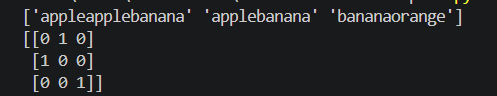 ['appleapplebanana' 'applebanana' 'bananaorange']
[[0 1 0]
 [1 0 0]
 [0 0 1]]